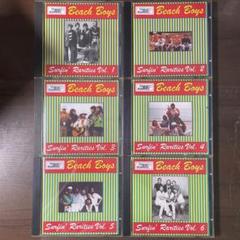 Beach Boys
Surfin' Rarities Vol. 1
Beach Boys
Surfin' Rarities Vol. 2
Beach Boys
Surfin' Rarities Vol. 3
Beach Boys
Surfin' Rarities Vol. 4
Beach Boys
Surfin' Rarities Vol. 5
Beach Boys
Surfin' Rarities Vol. 6